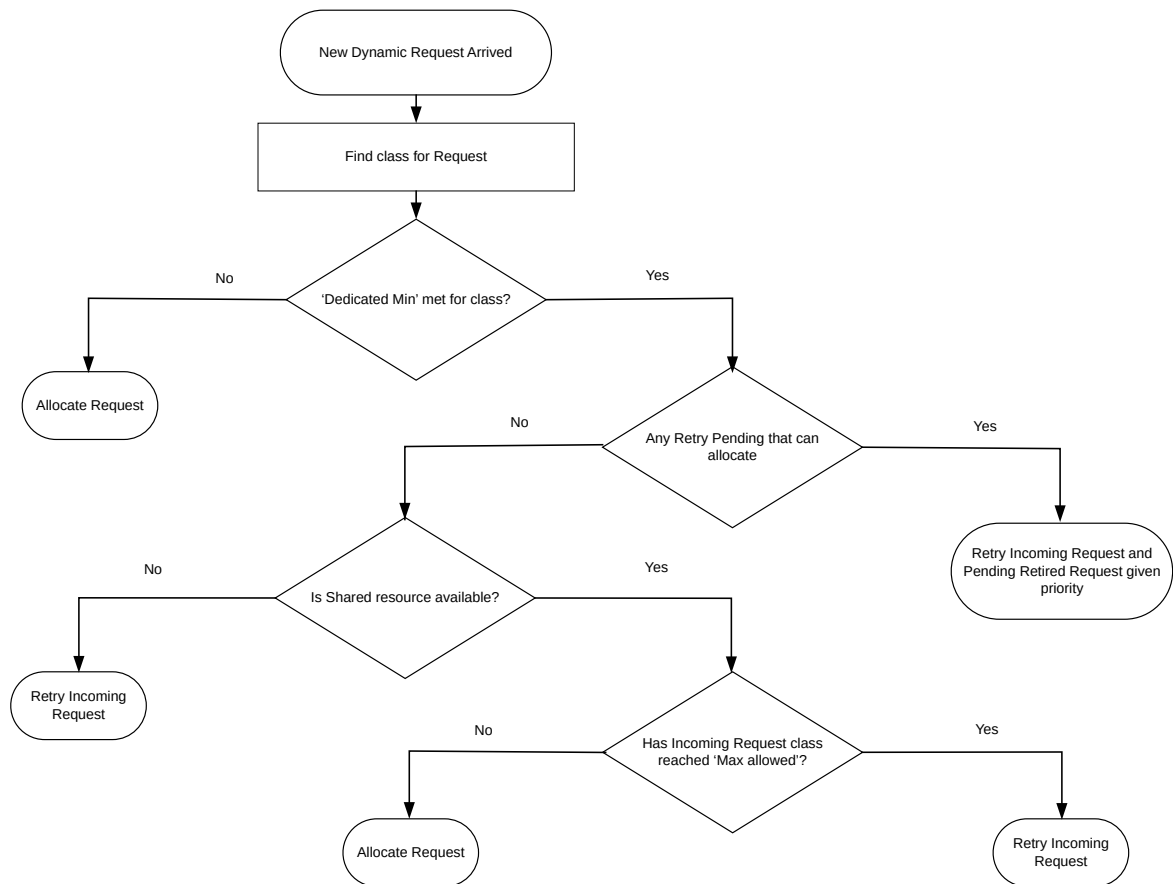 New Dynamic Request Arrived
Find class for Request
No
Yes
‘Dedicated Min’ met for class?
Allocate Request
No
Yes
Any Retry Pending that can
allocate
Retry Incoming Request and
Pending Retired Request given
priority
No
Yes
Is Shared resource available?
Retry Incoming
Request
No
Yes
Has Incoming Request class
reached ‘Max allowed’?
Allocate Request
Retry Incoming
Request